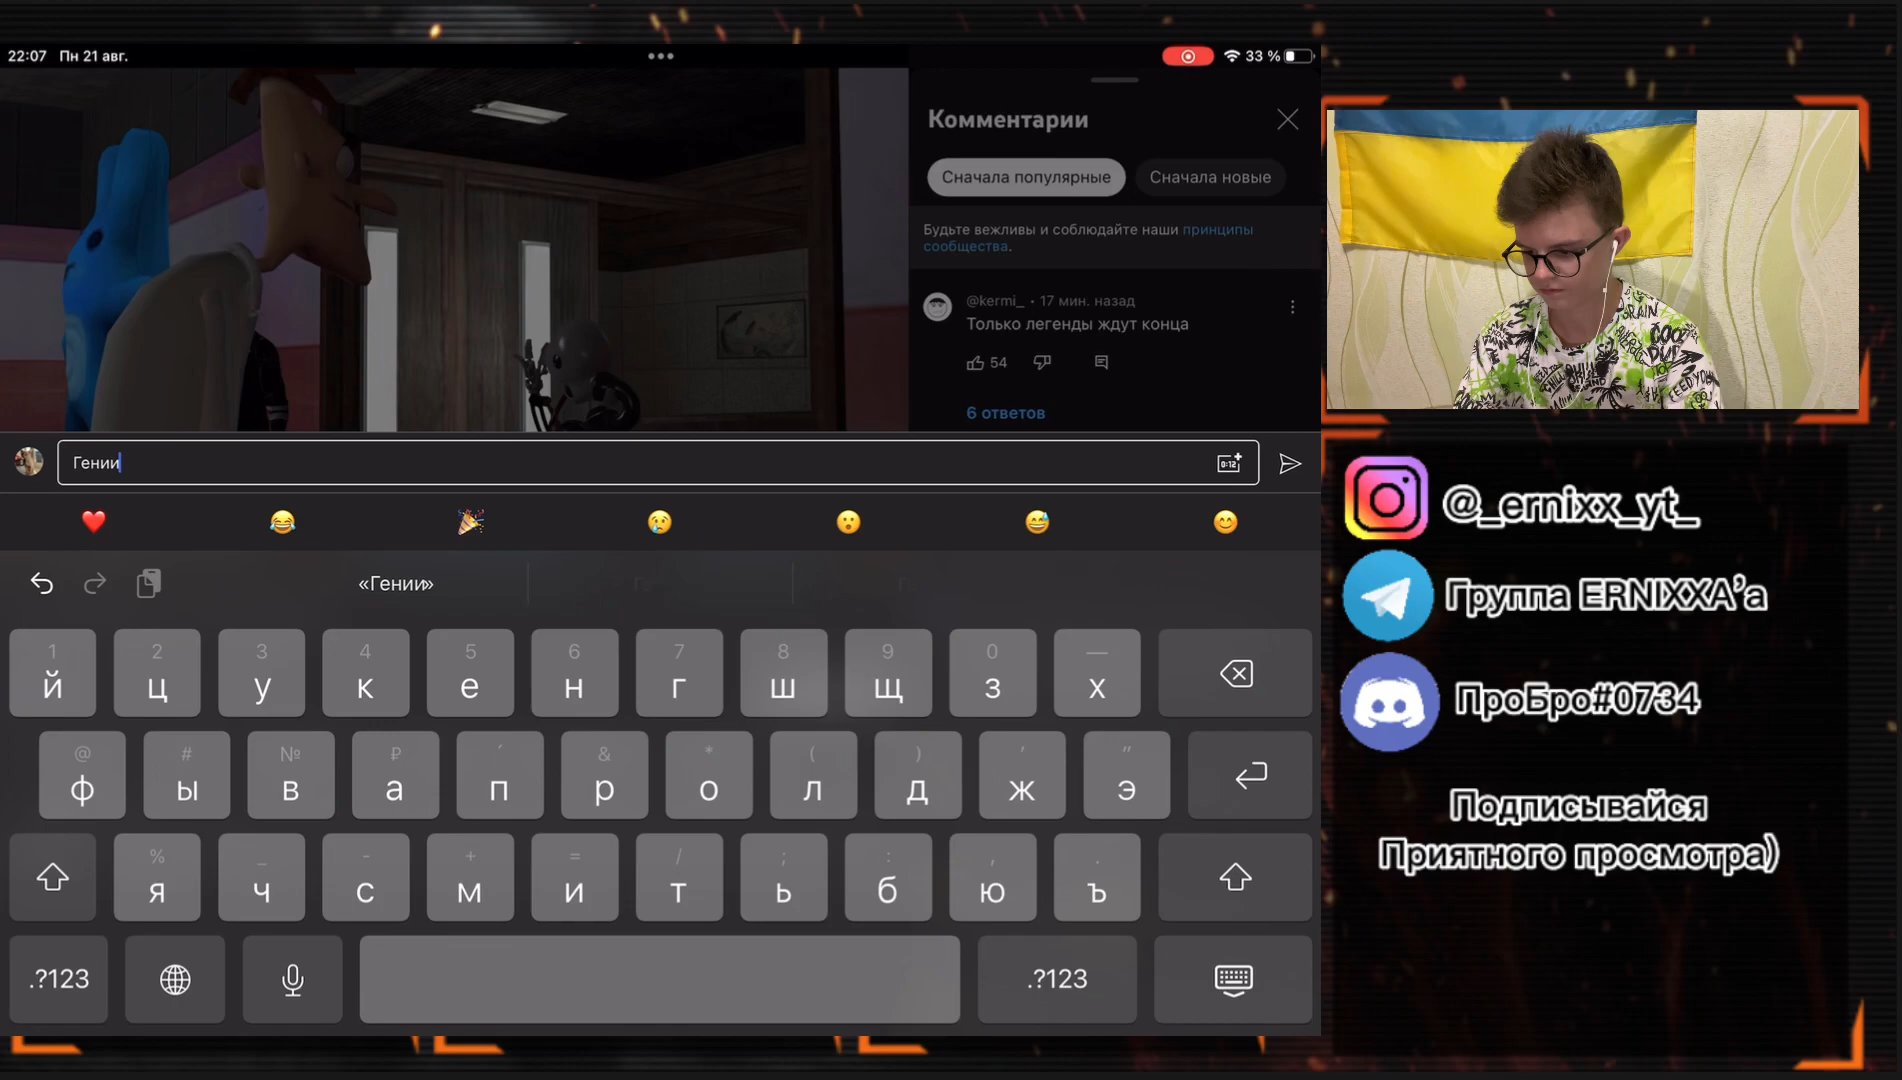 22:07 Пн 21 авг.
33 %
Комментарии
Сначала популярные
Сначала новые
Будьте вежливы и соблюдайте наши принципы
сообщества.
@kermi_ • 17 мин. назад
Только легенды ждут конца
54
6 ответов
Гении
0:12
«Гении»
1 2 3 4 5 6 7 8 9 0 —
й ц у к е н г ш щ з х
@ # № ₽ ´ & * ( ) ' "
ф ы в а п р о л д ж э
% _ - + = / ; : , .
я ч с м и т ь б ю ъ
.?123
.?123
@_ernixx_yt_
Группа ERNIXXA’a
ПроБро#0734
Подписывайся
Приятного просмотра)